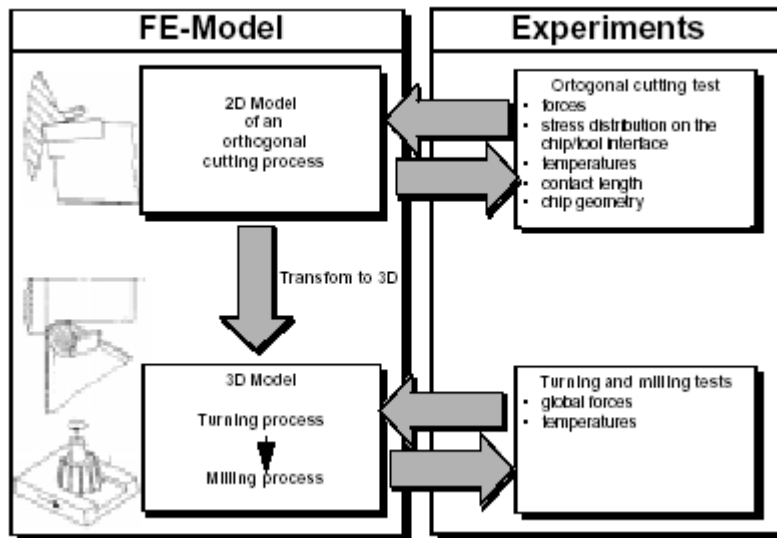 FE-Model
2D Model
of an
orthogonal
cutting process
Transfom to 3D
3D Model
Turning process
Milling process
Experiments
Ortogonal cutting test
• forces
• stress distribution on the
chip/tool interface
• temperatures
• contact length
• chip geometry
Turning and milling tests
• global forces
• temperatures